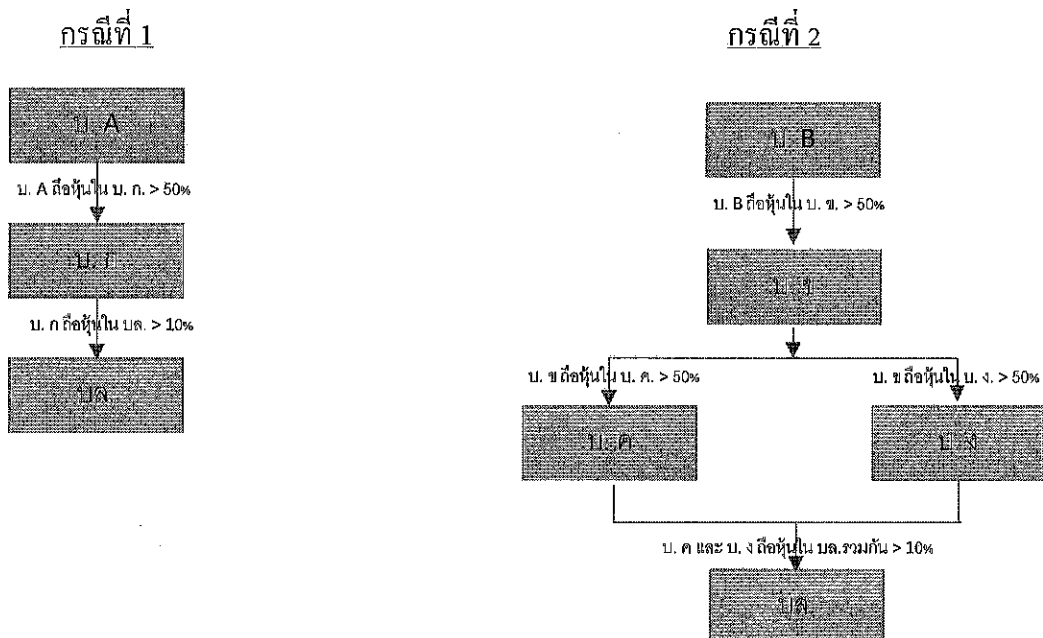 กรณีที่ 1
บ. A
บ. A ถือหุ้นใน บ. ก. > 50%
บ. ก
บ. ก ถือหุ้นใน บล. > 10%
บล.
กรณีที่ 2
บ. B
บ. B ถือหุ้นใน บ. ข. > 50%
บ. ข
บ. ข ถือหุ้นใน บ. ค. > 50%
บ. ข ถือหุ้นใน บ. ง. > 50%
บ. ค.
บ. ง
บ. ค และ บ. ง ถือหุ้นใน บล.รวมกัน > 10%
บล.